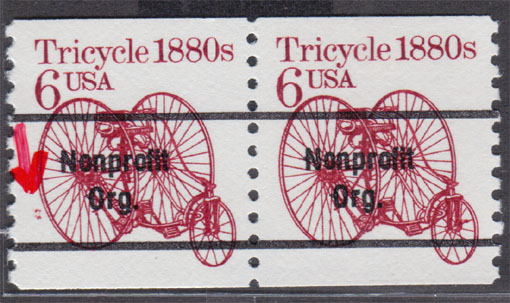 Tricycle 1880s
6 USA
Nonprofit
Org.
Tricycle 1880s
6 USA
Nonprofit
Org.